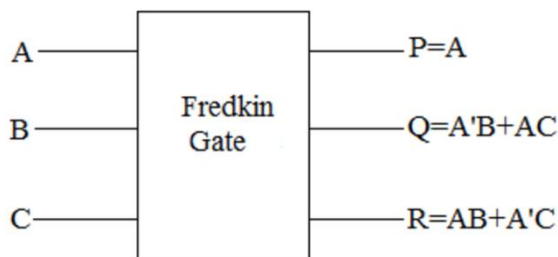 A
B
C
Fredkin
Gate
P=A
Q=A'B+AC
R=AB+A'C